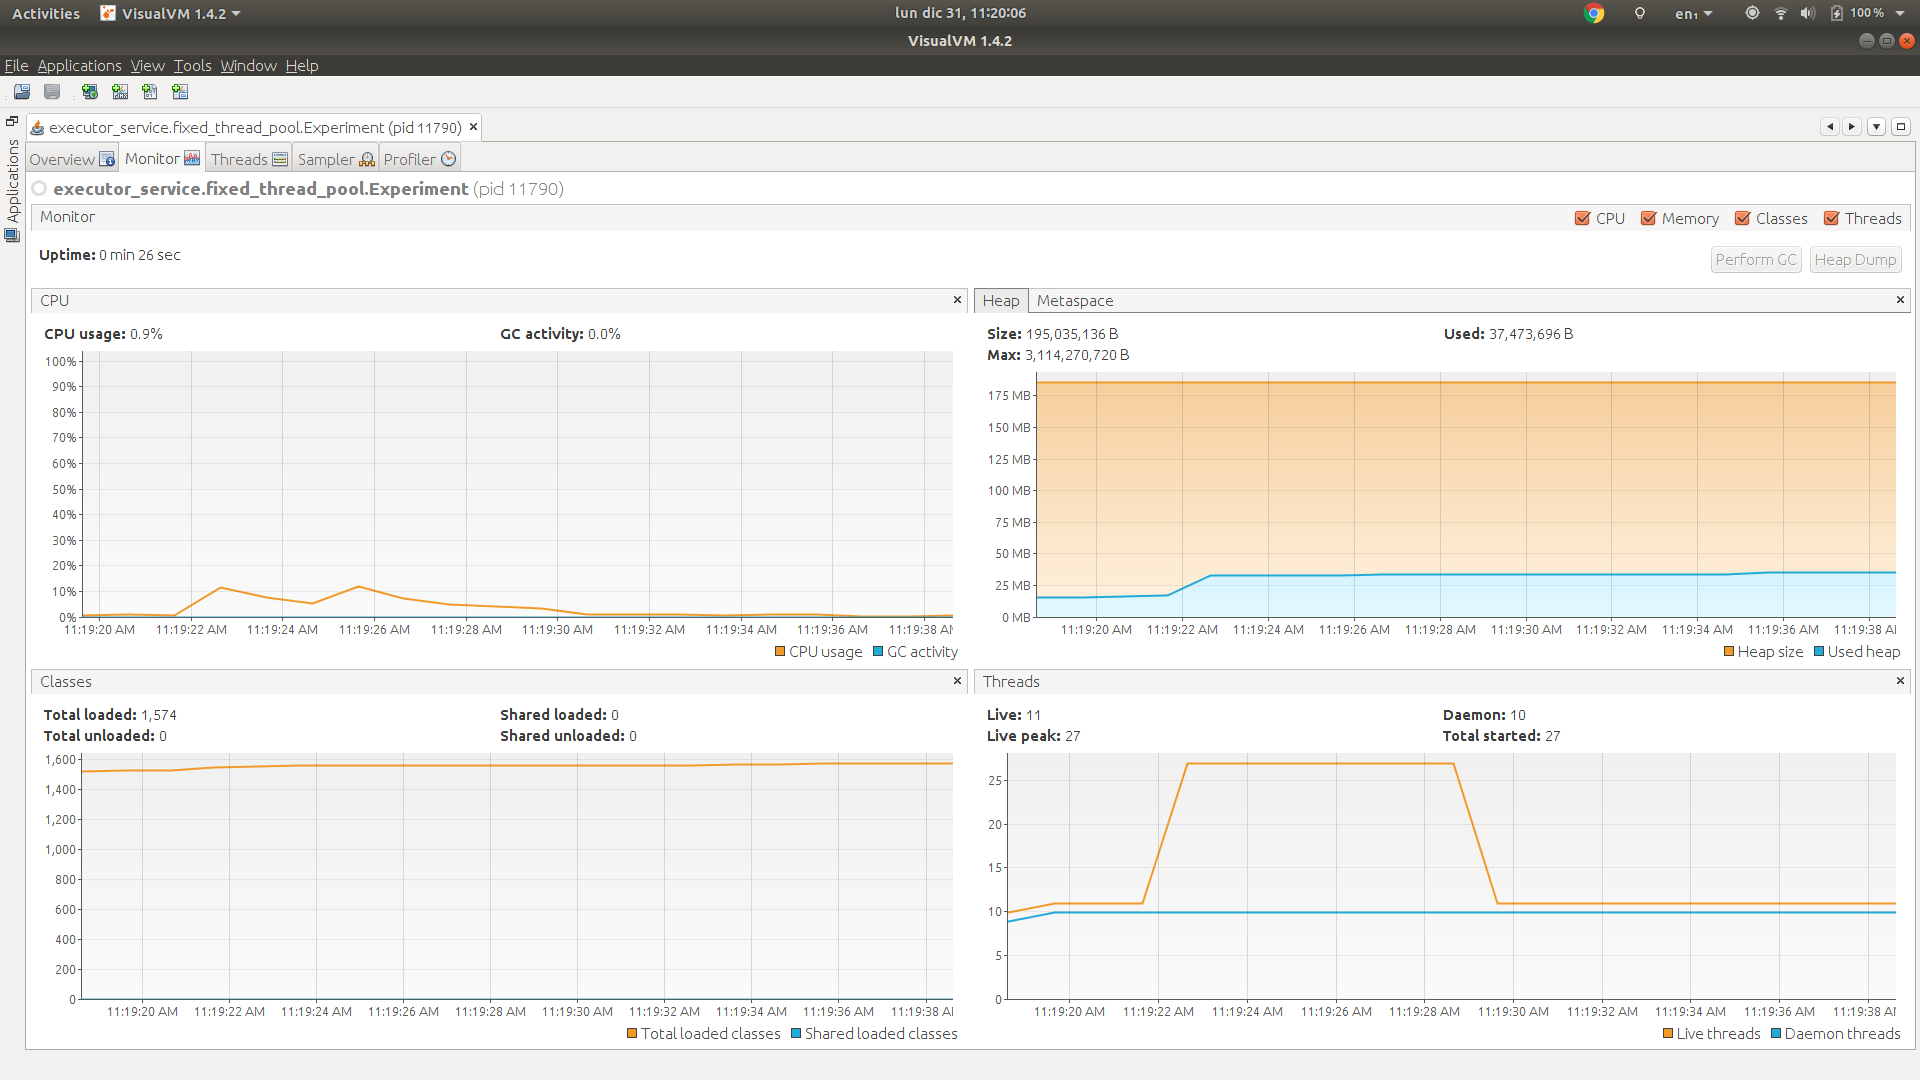 Activities VisualVM 1.4.2 lun dic 31, 11:20:06 en₁ 100%
VisualVM 1.4.2
File Applications View Tools Window Help
executor_service.fixed_thread_pool.Experiment (pid 11790)
Applications
Overview Monitor Threads Sampler Profiler
executor_service.fixed_thread_pool.Experiment (pid 11790)
Monitor CPU Memory Classes Threads
Uptime: 0 min 26 sec Perform GC Heap Dump
CPU
CPU usage: 0.9% GC activity: 0.0%
100%
90%
80%
70%
60%
50%
40%
30%
20%
10%
0%
11:19:20 AM 11:19:22 AM 11:19:24 AM 11:19:26 AM 11:19:28 AM 11:19:30 AM 11:19:32 AM 11:19:34 AM 11:19:36 AM 11:19:38 AM
CPU usage GC activity
Heap Metaspace
Size: 195,035,136 B Used: 37,473,696 B
Max: 3,114,270,720 B
175 MB
150 MB
125 MB
100 MB
75 MB
50 MB
25 MB
0 MB
11:19:20 AM 11:19:22 AM 11:19:24 AM 11:19:26 AM 11:19:28 AM 11:19:30 AM 11:19:32 AM 11:19:34 AM 11:19:36 AM 11:19:38 AM
Heap size Used heap
Classes
Total loaded: 1,574 Shared loaded: 0
Total unloaded: 0 Shared unloaded: 0
1,600
1,400
1,200
1,000
800
600
400
200
0
11:19:20 AM 11:19:22 AM 11:19:24 AM 11:19:26 AM 11:19:28 AM 11:19:30 AM 11:19:32 AM 11:19:34 AM 11:19:36 AM 11:19:38 AM
Total loaded classes Shared loaded classes
Threads
Live: 11 Daemon: 10
Live peak: 27 Total started: 27
25
20
15
10
5
0
11:19:20 AM 11:19:22 AM 11:19:24 AM 11:19:26 AM 11:19:28 AM 11:19:30 AM 11:19:32 AM 11:19:34 AM 11:19:36 AM 11:19:38 AM
Live threads Daemon threads